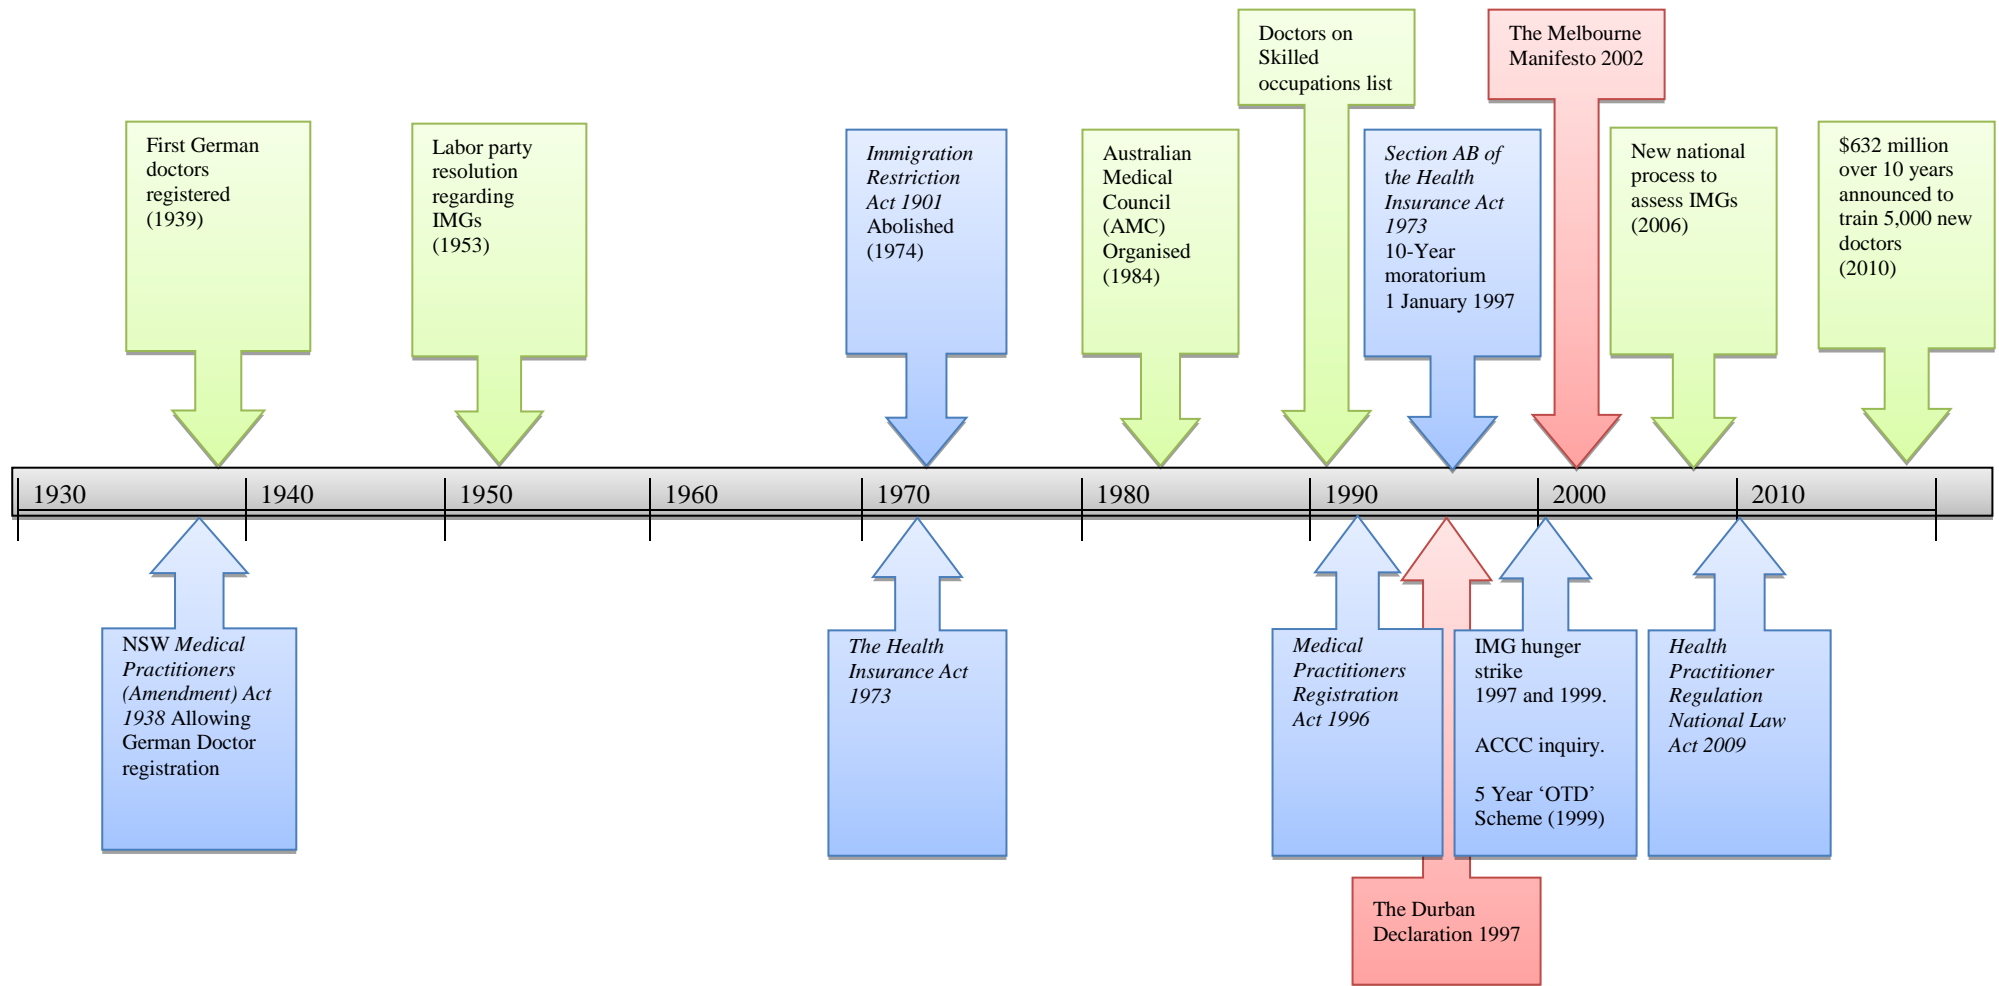 Doctors on
Skilled
occupations list
The Melbourne
Manifesto 2002
First German
doctors
registered
(1939)
Labor party
resolution
regarding
IMGs
(1953)
Immigration
Restriction
Act 1901
Abolished
(1974)
Australian
Medical
Council
(AMC)
Organised
(1984)
Section AB of
the Health
Insurance Act
1973
10-Year
moratorium
1 January 1997
New national
process to
assess IMGs
(2006)
$632 million
over 10 years
announced to
train 5,000 new
doctors
(2010)
1930 1940 1950 1960 1970 1980 1990 2000 2010
NSW Medical
Practitioners
(Amendment) Act
1938 Allowing
German Doctor
registration
The Health
Insurance Act
1973
Medical
Practitioners
Registration
Act 1996
IMG hunger
strike
1997 and 1999.
ACCC inquiry.
5 Year ‘OTD’
Scheme (1999)
Health
Practitioner
Regulation
National Law
Act 2009
The Durban
Declaration 1997